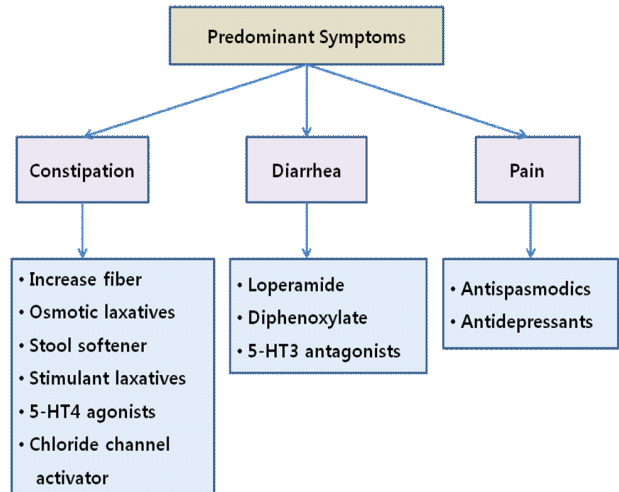 Predominant Symptoms
Constipation
Diarrhea
Pain
• Increase fiber
• Osmotic laxatives
• Stool softener
• Stimulant laxatives
• 5-HT4 agonists
• Chloride channel
activator
• Loperamide
• Diphenoxylate
• 5-HT3 antagonists
• Antispasmodics
• Antidepressants